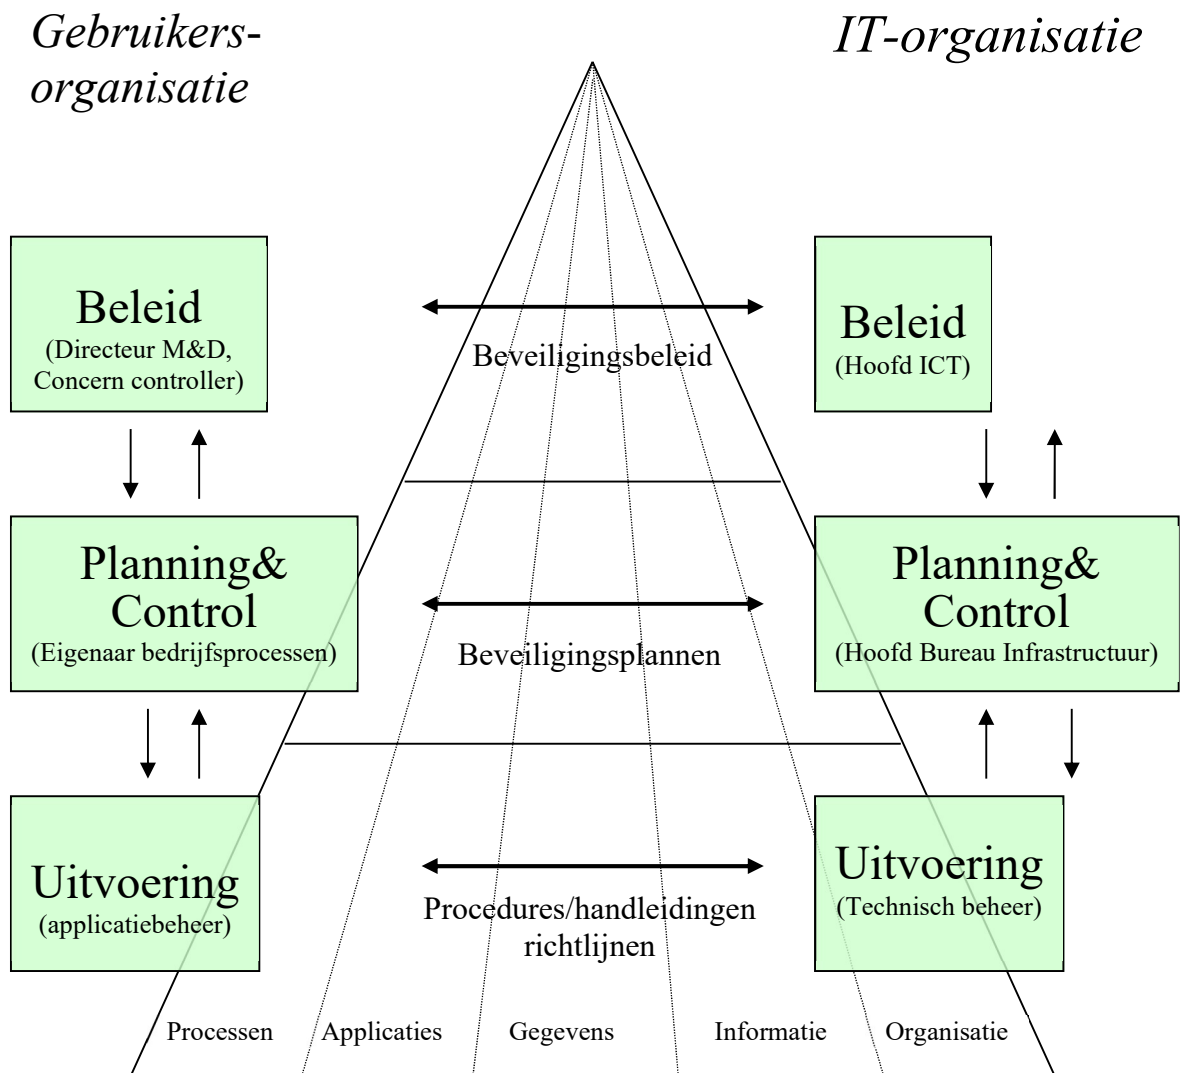 Gebruikers-
organisatie
IT-organisatie
Beleid
(Directeur M&D,
Concern controller)
Beveiligingsbeleid
Beleid
(Hoofd ICT)
Planning&
Control
(Eigenaar bedrijfsprocessen)
Beveiligingsplannen
Planning&
Control
(Hoofd Bureau Infrastructuur)
Uitvoering
(applicatiebeheer)
Procedures/handleidingen
richtlijnen
Uitvoering
(Technisch beheer)
Processen
Applicaties
Gegevens
Informatie
Organisatie